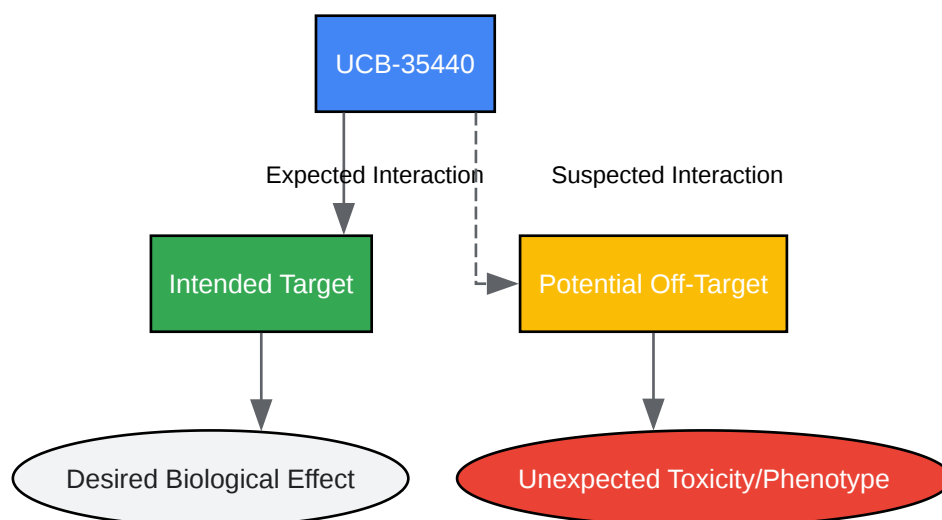 UCB-35440
Expected Interaction
Suspected Interaction
Intended Target
Potential Off-Target
Desired Biological Effect
Unexpected Toxicity/Phenotype